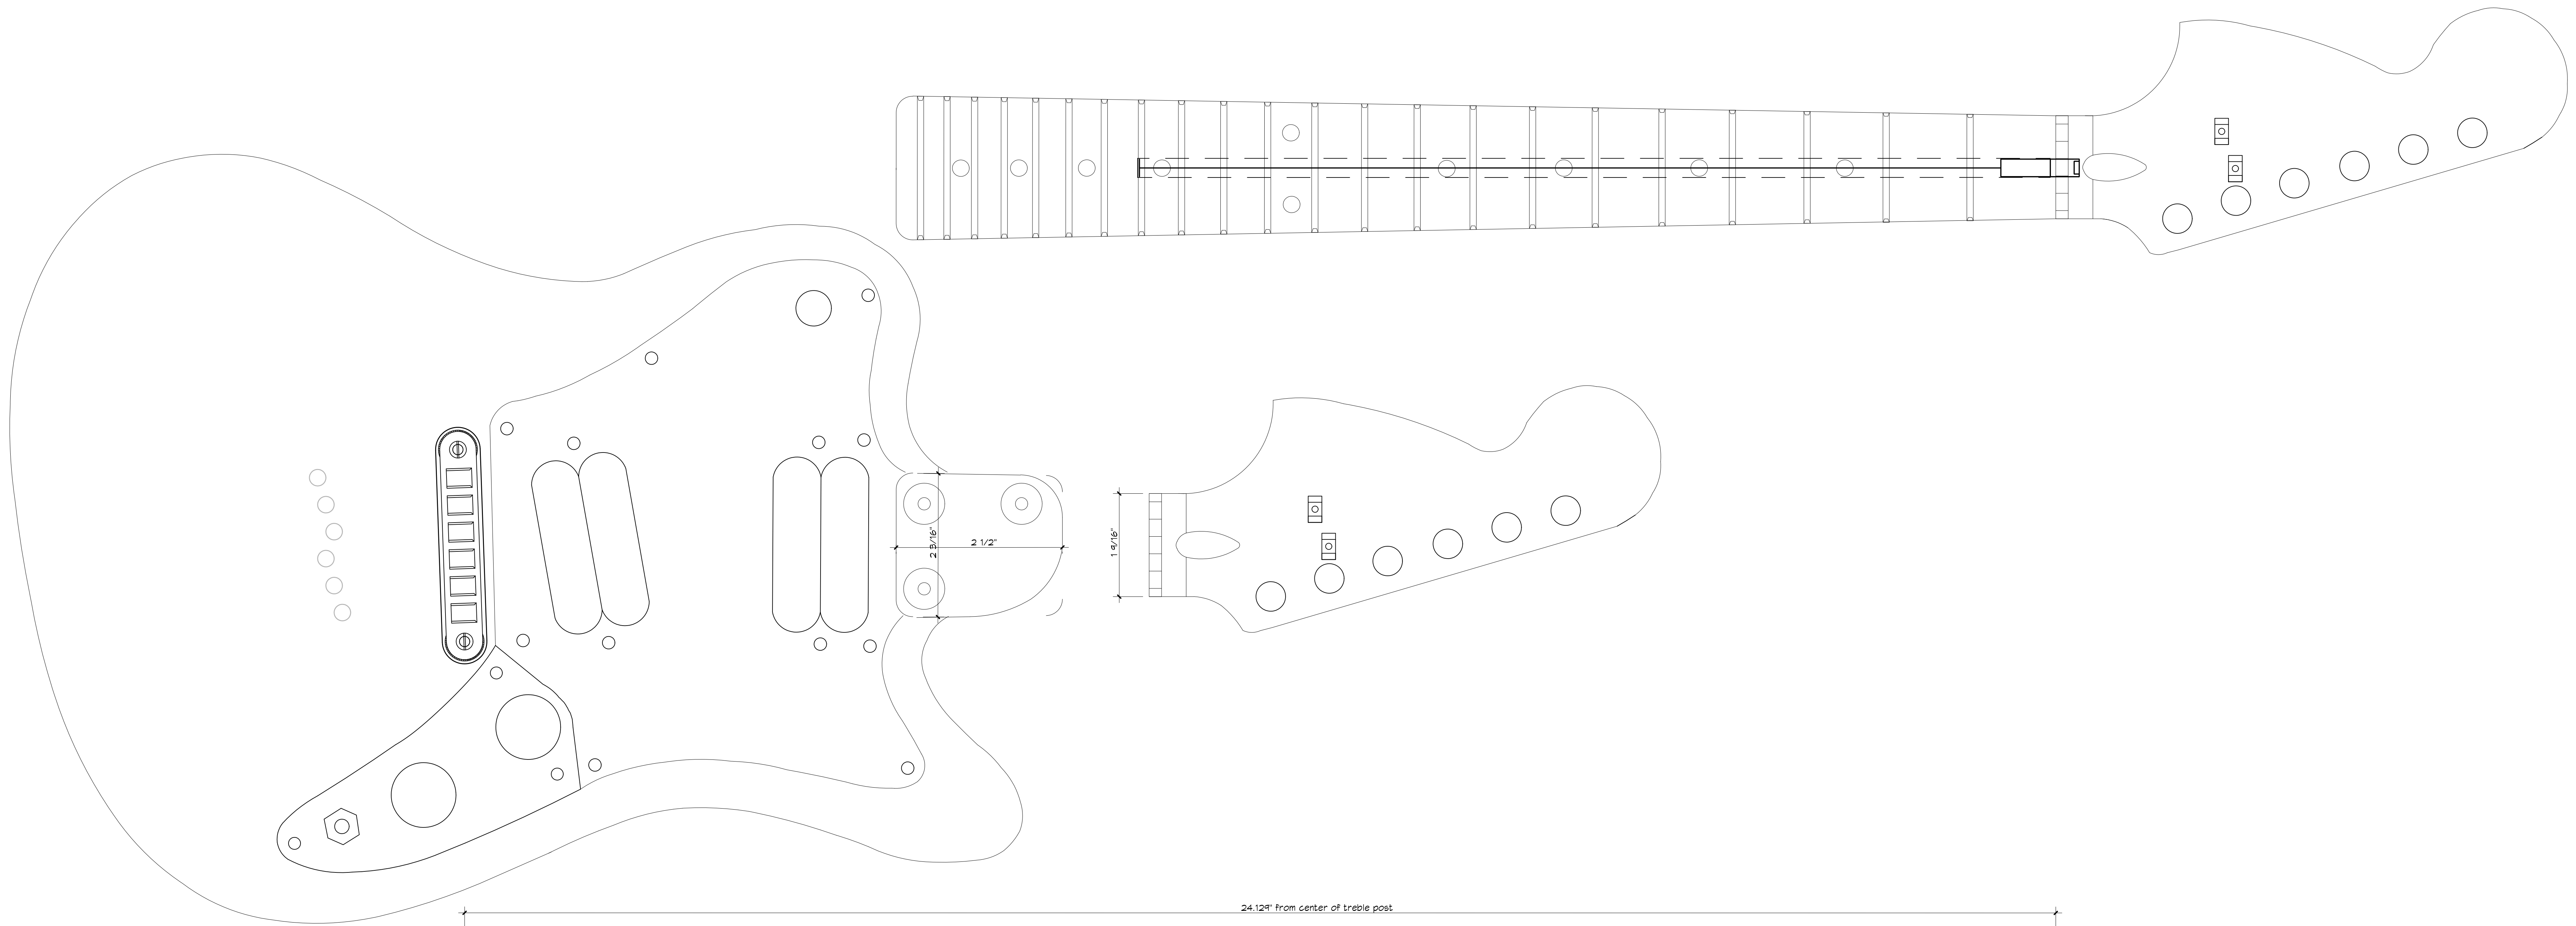 2 3/16"
2 1/2"
1 9/16"
24.129" from center of treble post